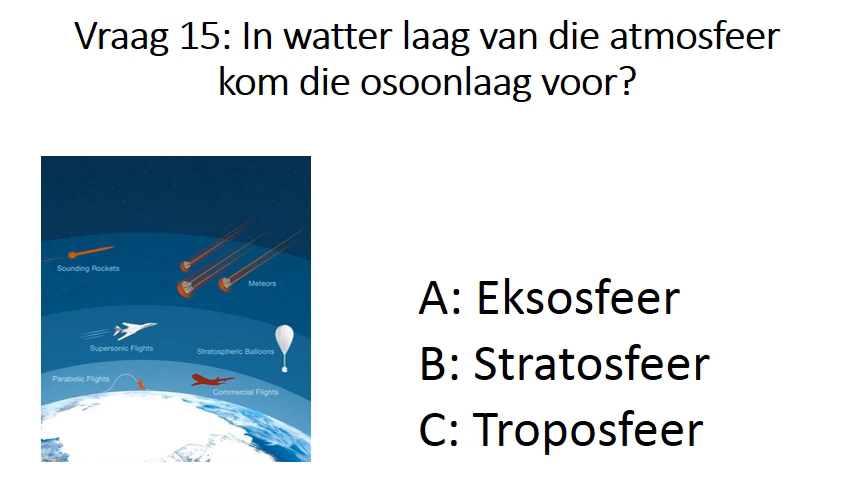 Vraag 15: In watter laag van die atmosfeer
kom die osoonlaag voor?
Sounding Rockets
Meteors
Supersonic Flights
Stratospheric Balloons
Parabolic Flights
Commercial Flights
A: Eksosfeer
B: Stratosfeer
C: Troposfeer